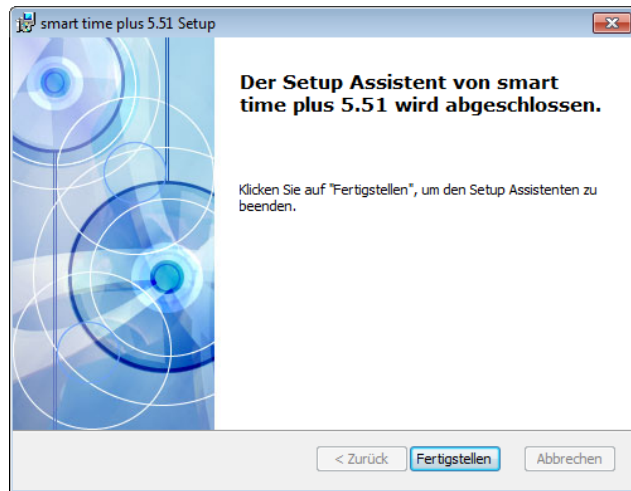 smart time plus 5.51 Setup
Der Setup Assistent von smart
time plus 5.51 wird abgeschlossen.
Klicken Sie auf "Fertigstellen", um den Setup Assistenten zu
beenden.
< Zurück Fertigstellen Abbrechen